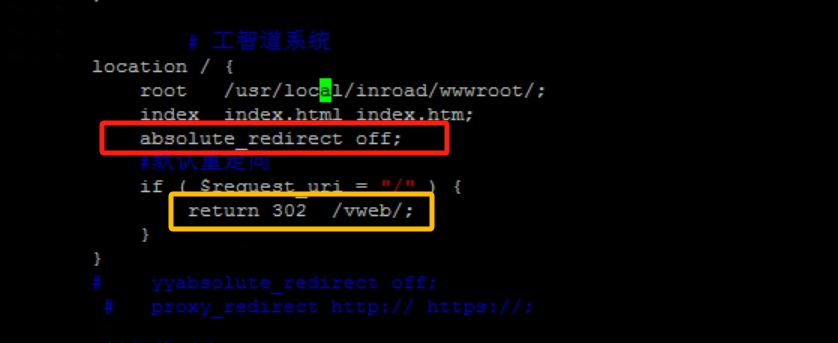 # 工智道系统
location / {
root /usr/local/inroad/wwwroot/;
index index.html index.htm;
absolute_redirect off;
#默认重定向
if ( $request_uri = "/" ) {
return 302 /vweb/;
}
}
# yyabsolute_redirect off;
# proxy_redirect http:// https://;